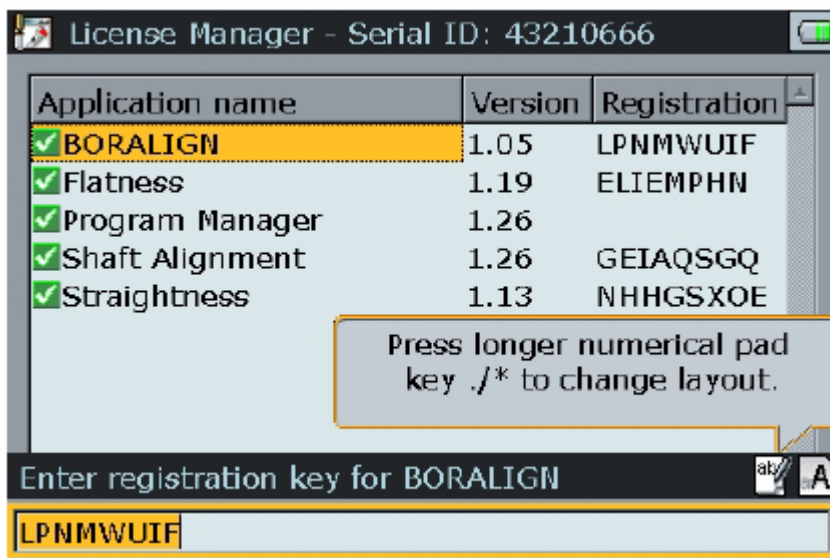 License Manager - Serial ID: 43210666
Application name Version Registration
BORALIGN 1.05 LPNMWUIF
Flatness 1.19 ELIEMPHN
Program Manager 1.26
Shaft Alignment 1.26 GEIAQSGQ
Straightness 1.13 NHHGSXOE
Press longer numerical pad
key ./* to change layout.
Enter registration key for BORALIGN
ab
aA
LPNMWUIF